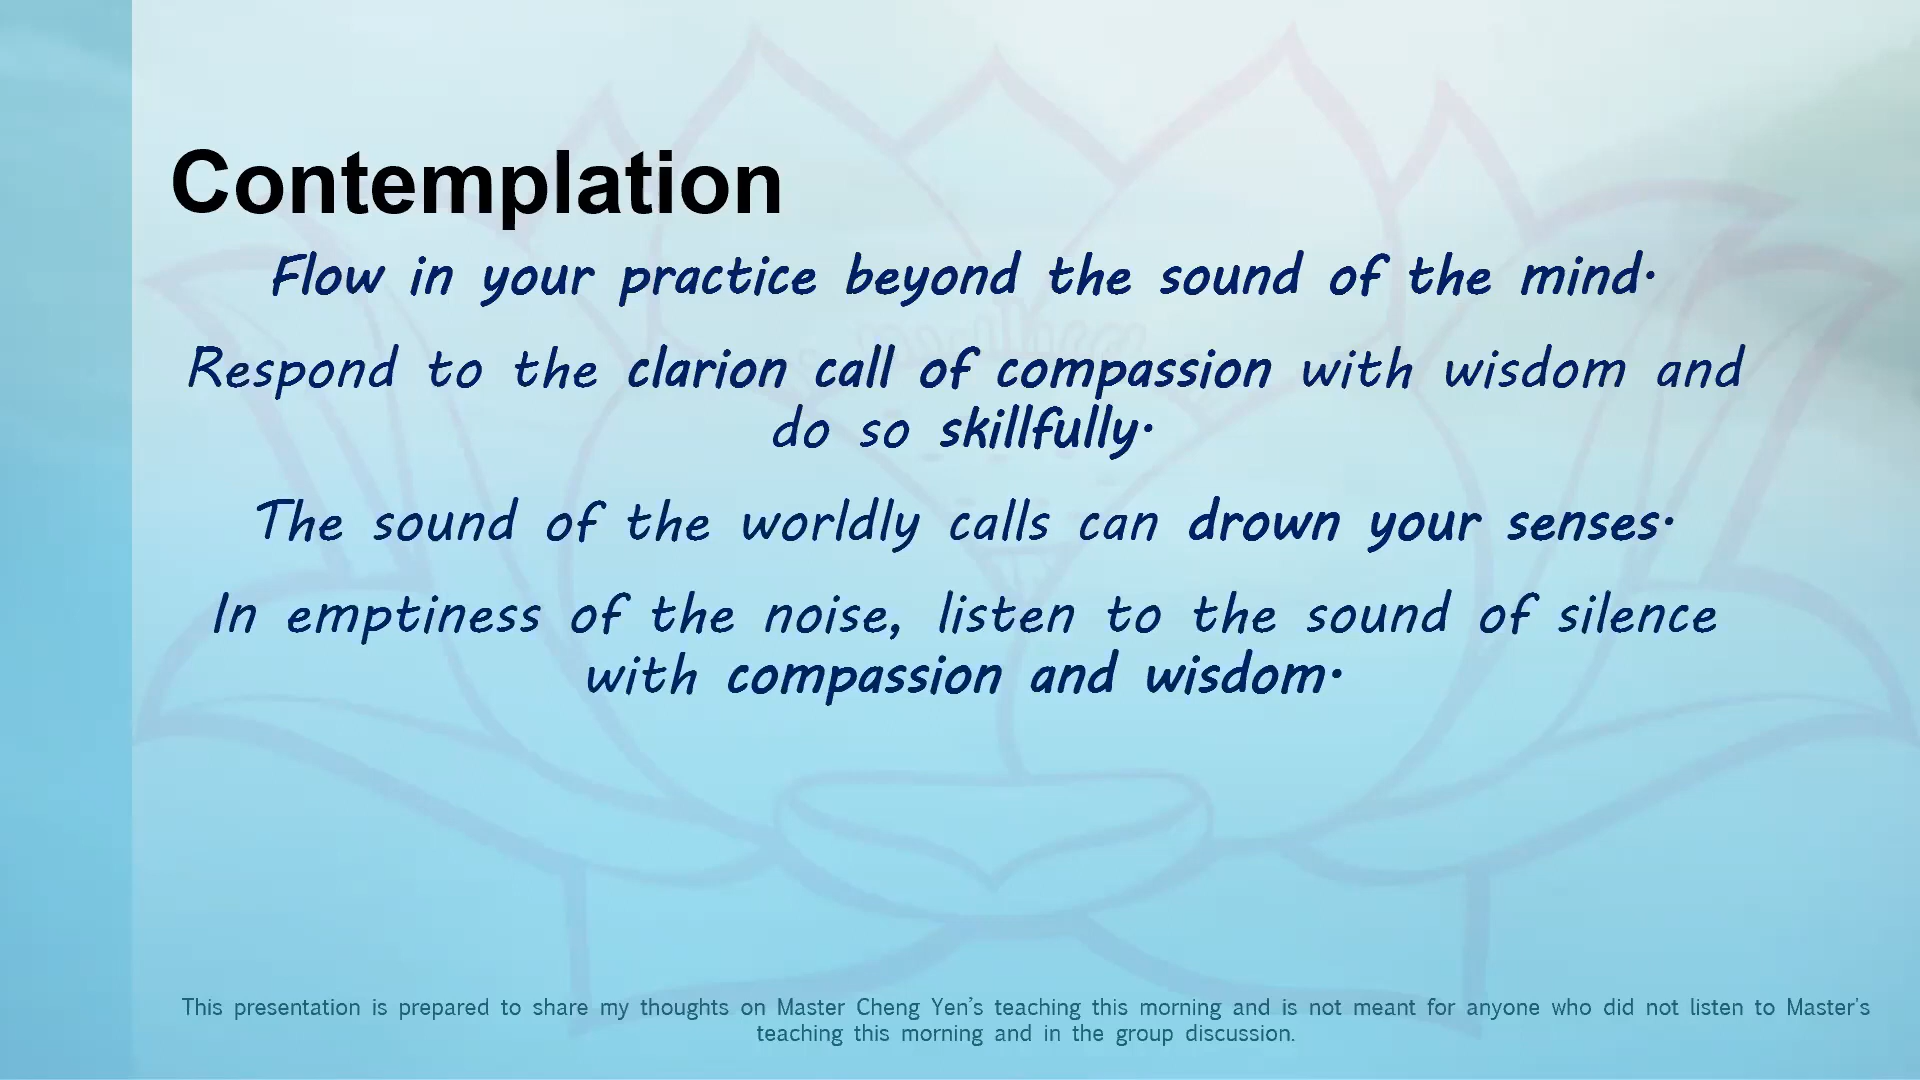 Contemplation
Flow in your practice beyond the sound of the mind.
Respond to the clarion call of compassion with wisdom and
do so skillfully.
The sound of the worldly calls can drown your senses.
In emptiness of the noise, listen to the sound of silence
with compassion and wisdom.
This presentation is prepared to share my thoughts on Master Cheng Yen's teaching this morning and is not meant for anyone who did not listen to Master's
teaching this morning and in the group discussion.